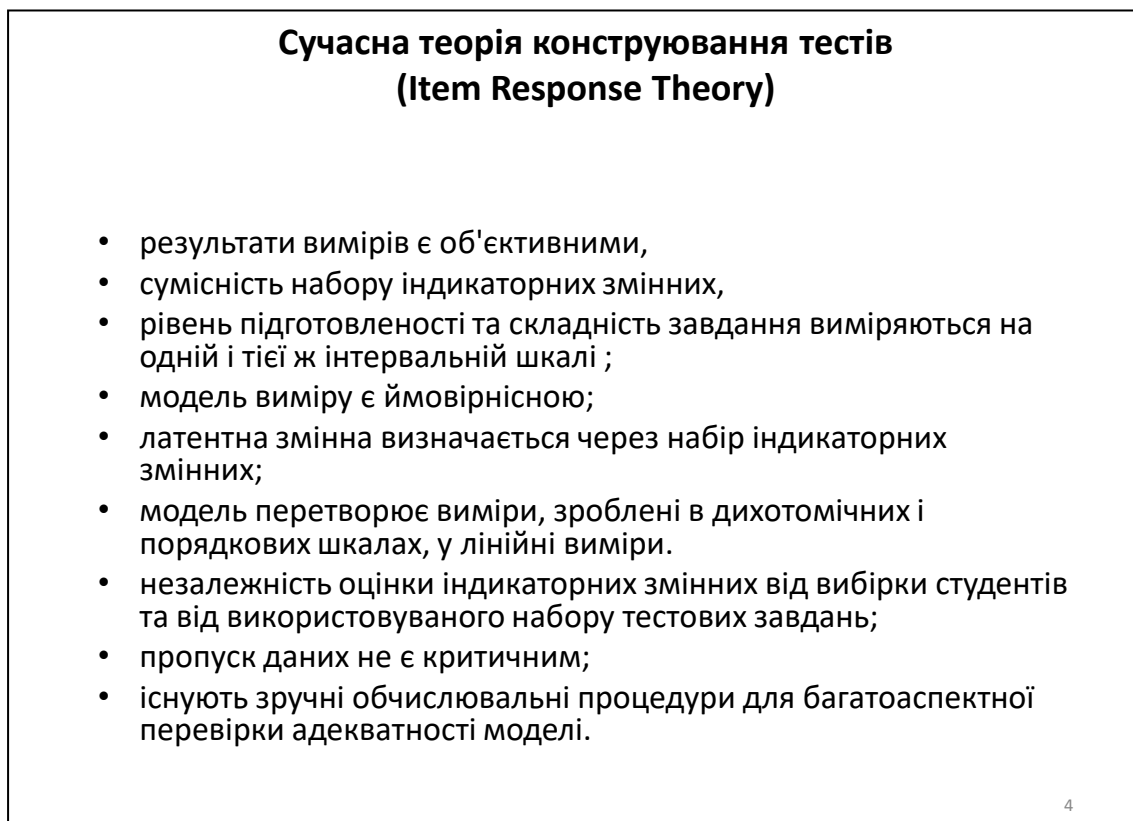 Сучасна теорія конструювання тестів
(Item Response Theory)
• результати вимірів є об'єктивними,
• сумісність набору індикаторних змінних,
• рівень підготовленості та складність завдання виміряються на
одній і тієї ж інтервальній шкалі ;
• модель виміру є ймовірнісною;
• латентна змінна визначається через набір індикаторних
змінних;
• модель перетворює виміри, зроблені в дихотомічних і
порядкових шкалах, у лінійні виміри.
• незалежність оцінки індикаторних змінних від вибірки студентів
та від використовуваного набору тестових завдань;
• пропуск даних не є критичним;
• існують зручні обчислювальні процедури для багатоаспектної
перевірки адекватності моделі.
4